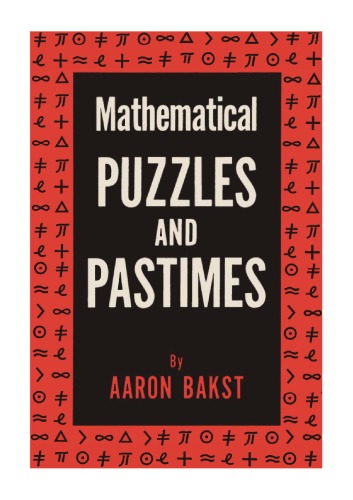 Mathematical
PUZZLES
AND
PASTIMES
By
AARON BAKST